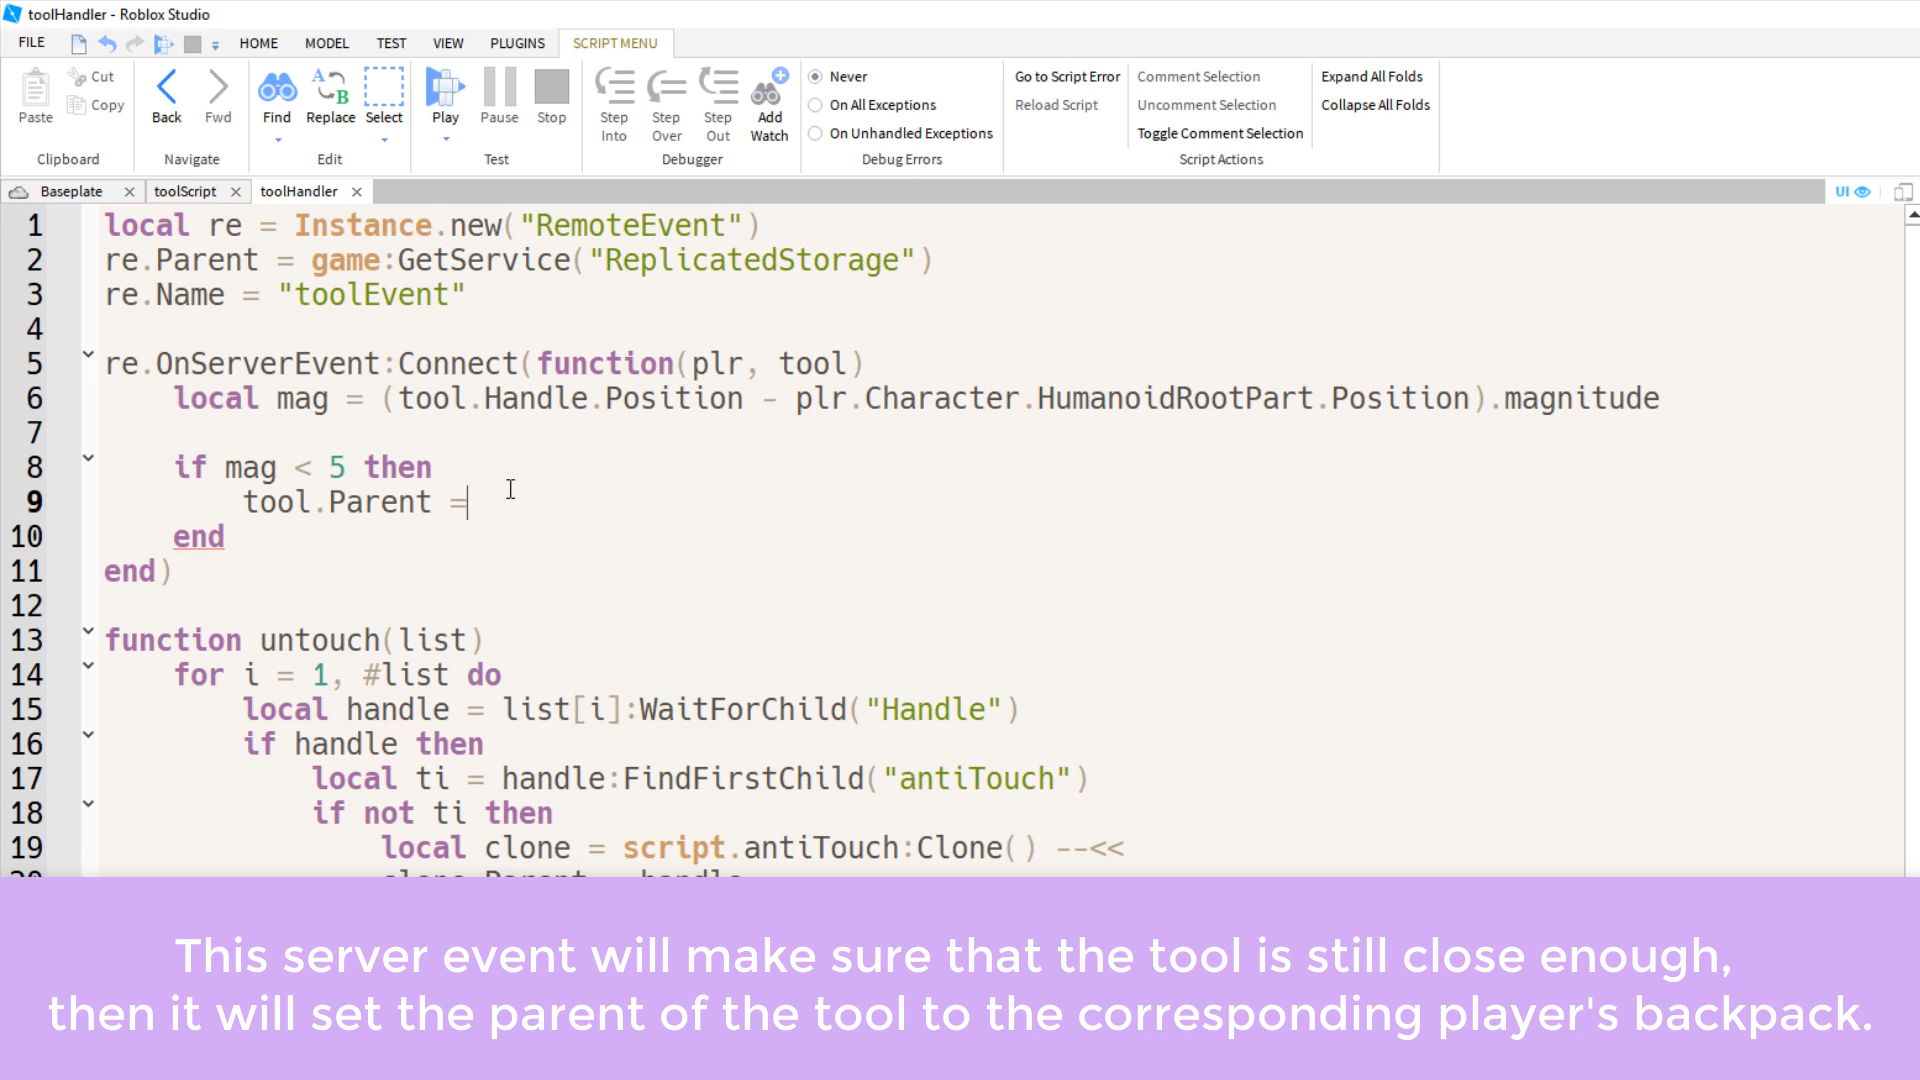 toolHandler - Roblox Studio
FILE HOME MODEL TEST VIEW PLUGINS SCRIPT MENU
Paste Cut Copy Back Fwd Find Replace Select Play Pause Stop Step Into Step Over Step Out Add Watch
Never
On All Exceptions
On Unhandled Exceptions
Go to Script Error
Reload Script
Comment Selection
Uncomment Selection
Toggle Comment Selection
Expand All Folds
Collapse All Folds
Clipboard Navigate Edit Test Debugger Debug Errors Script Actions
Baseplate toolScript toolHandler UI
1 local re = Instance.new("RemoteEvent")
2 re.Parent = game:GetService("ReplicatedStorage")
3 re.Name = "toolEvent"
4
5 re.OnServerEvent:Connect(function(plr, tool)
6 local mag = (tool.Handle.Position - plr.Character.HumanoidRootPart.Position).magnitude
7
8 if mag < 5 then
9 tool.Parent =
10 end
11 end)
12
13 function untouch(list)
14 for i = 1, #list do
15 local handle = list[i]:WaitForChild("Handle")
16 if handle then
17 local ti = handle:FindFirstChild("antiTouch")
18 if not ti then
19 local clone = script.antiTouch:Clone() --<<
This server event will make sure that the tool is still close enough,
then it will set the parent of the tool to the corresponding player's backpack.